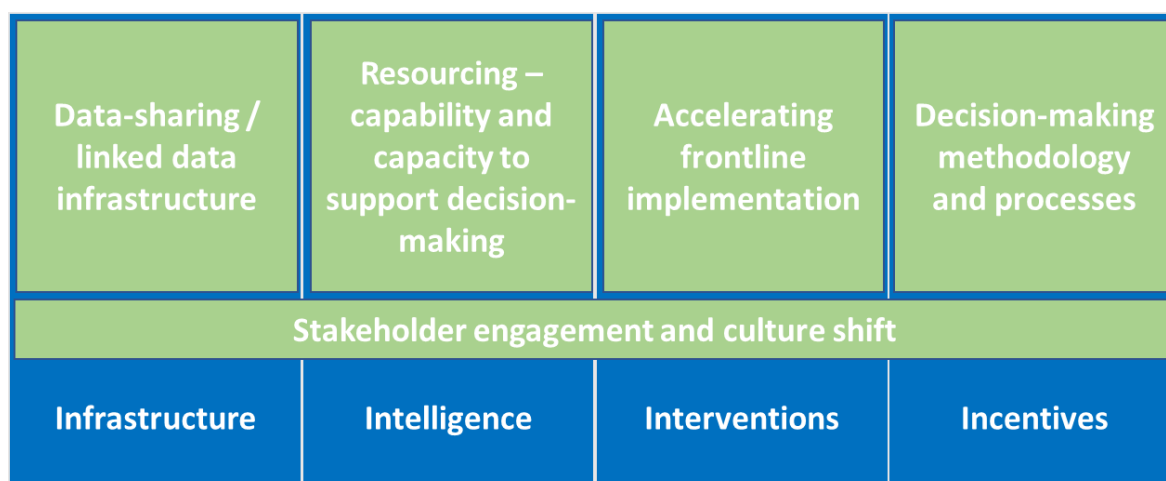 Data-sharing /
linked data
infrastructure
Resourcing –
capability and
capacity to
support decision-
making
Accelerating
frontline
implementation
Decision-making
methodology
and processes
Stakeholder engagement and culture shift
Infrastructure
Intelligence
Interventions
Incentives